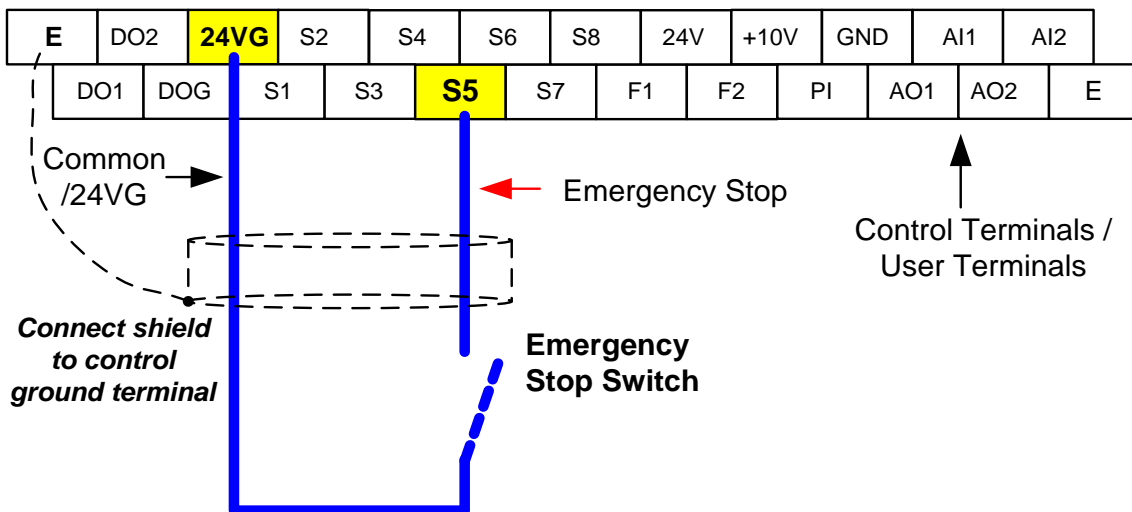 E DO2 24VG S2 S4 S6 S8 24V +10V GND AI1 AI2
DO1 DOG S1 S3 S5 S7 F1 F2 PI AO1 AO2 E
Common
/24VG
Emergency Stop
Control Terminals /
User Terminals
Connect shield
to control
ground terminal
Emergency
Stop Switch